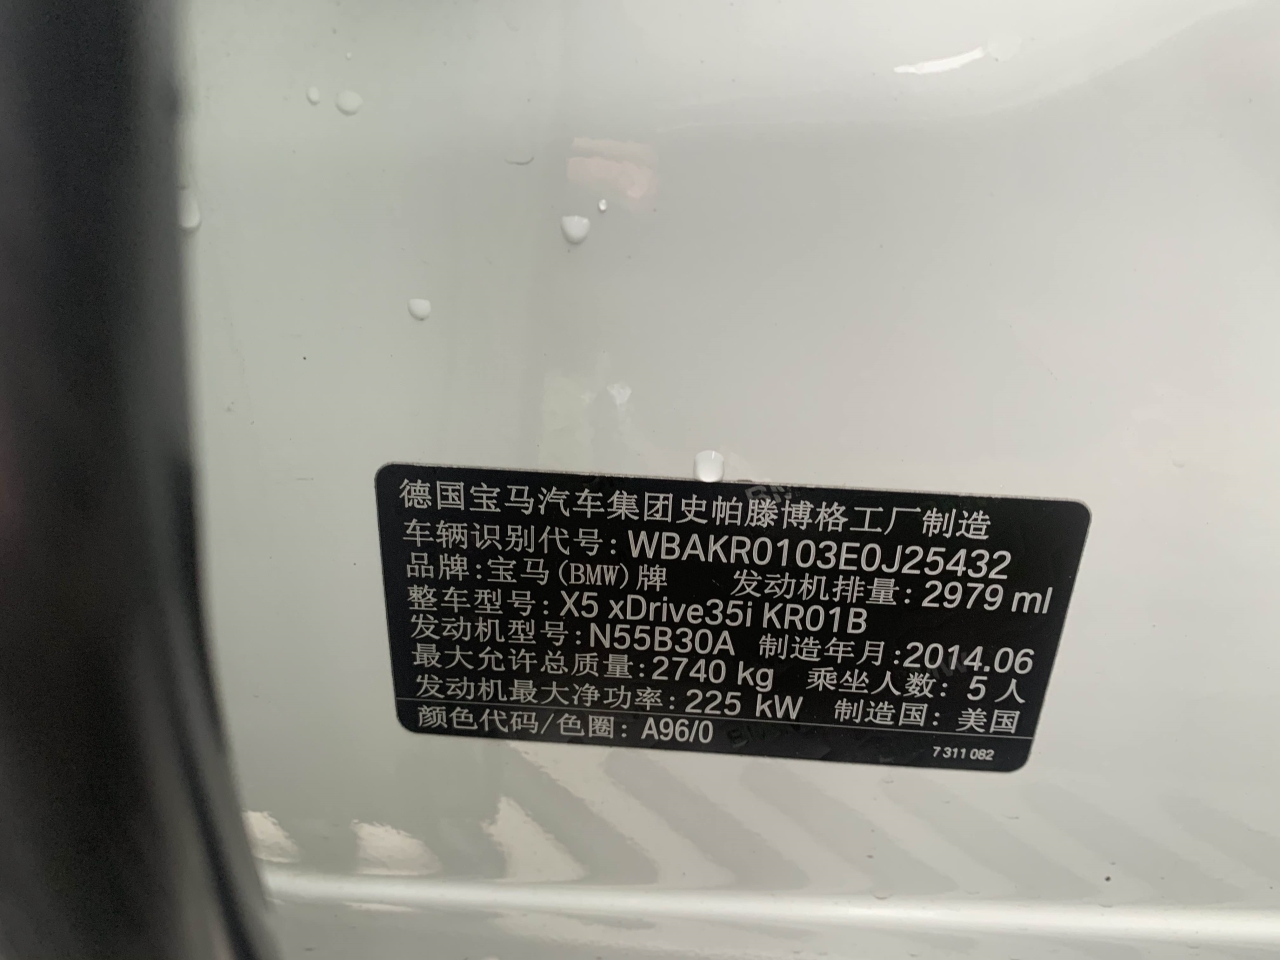 德国宝马汽车集团史帕滕博格工厂制造
车辆识别代号: WBAKR0103E0J25432
品牌: 宝马(BMW)牌 发动机排量: 2979 ml
整车型号: X5 xDrive35i KR01B
发动机型号: N55B30A 制造年月: 2014.06
最大允许总质量: 2740 kg 乘坐人数: 5 人
发动机最大净功率: 225 kW 制造国: 美国
颜色代码/色圈: A96/0
7 311 082